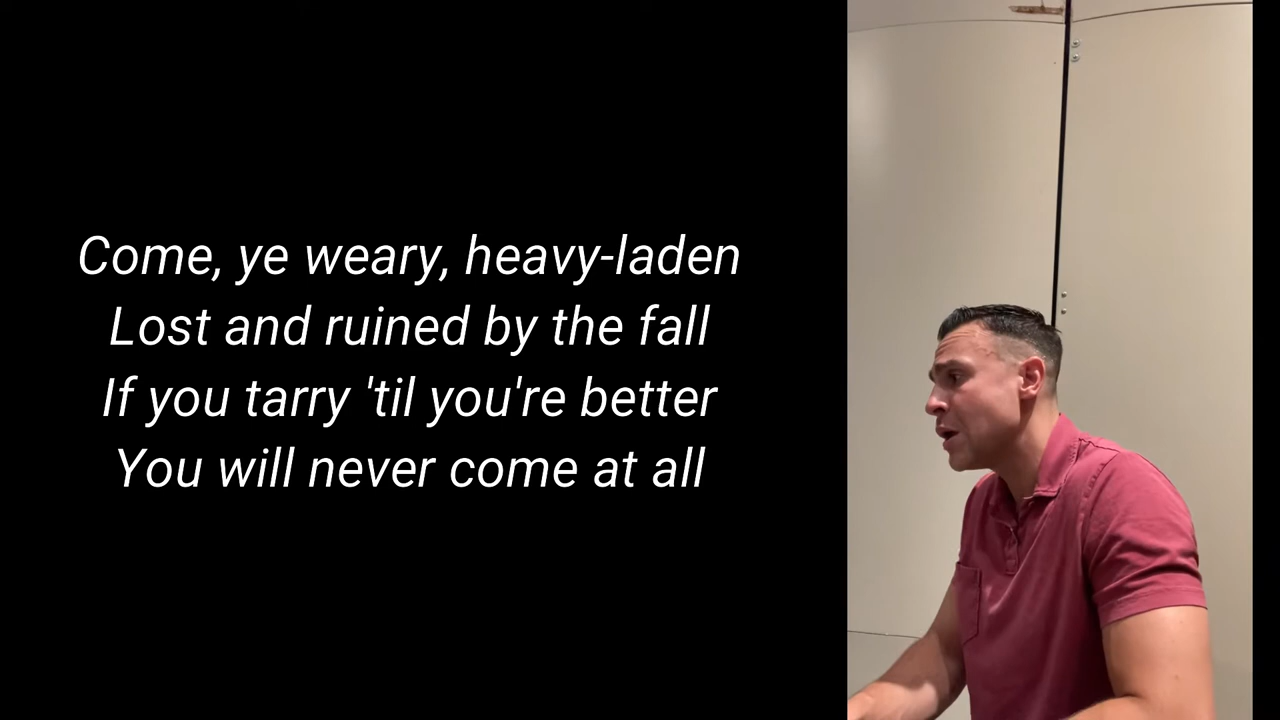 Come, ye weary, heavy-laden
Lost and ruined by the fall
If you tarry 'til you're better
You will never come at all